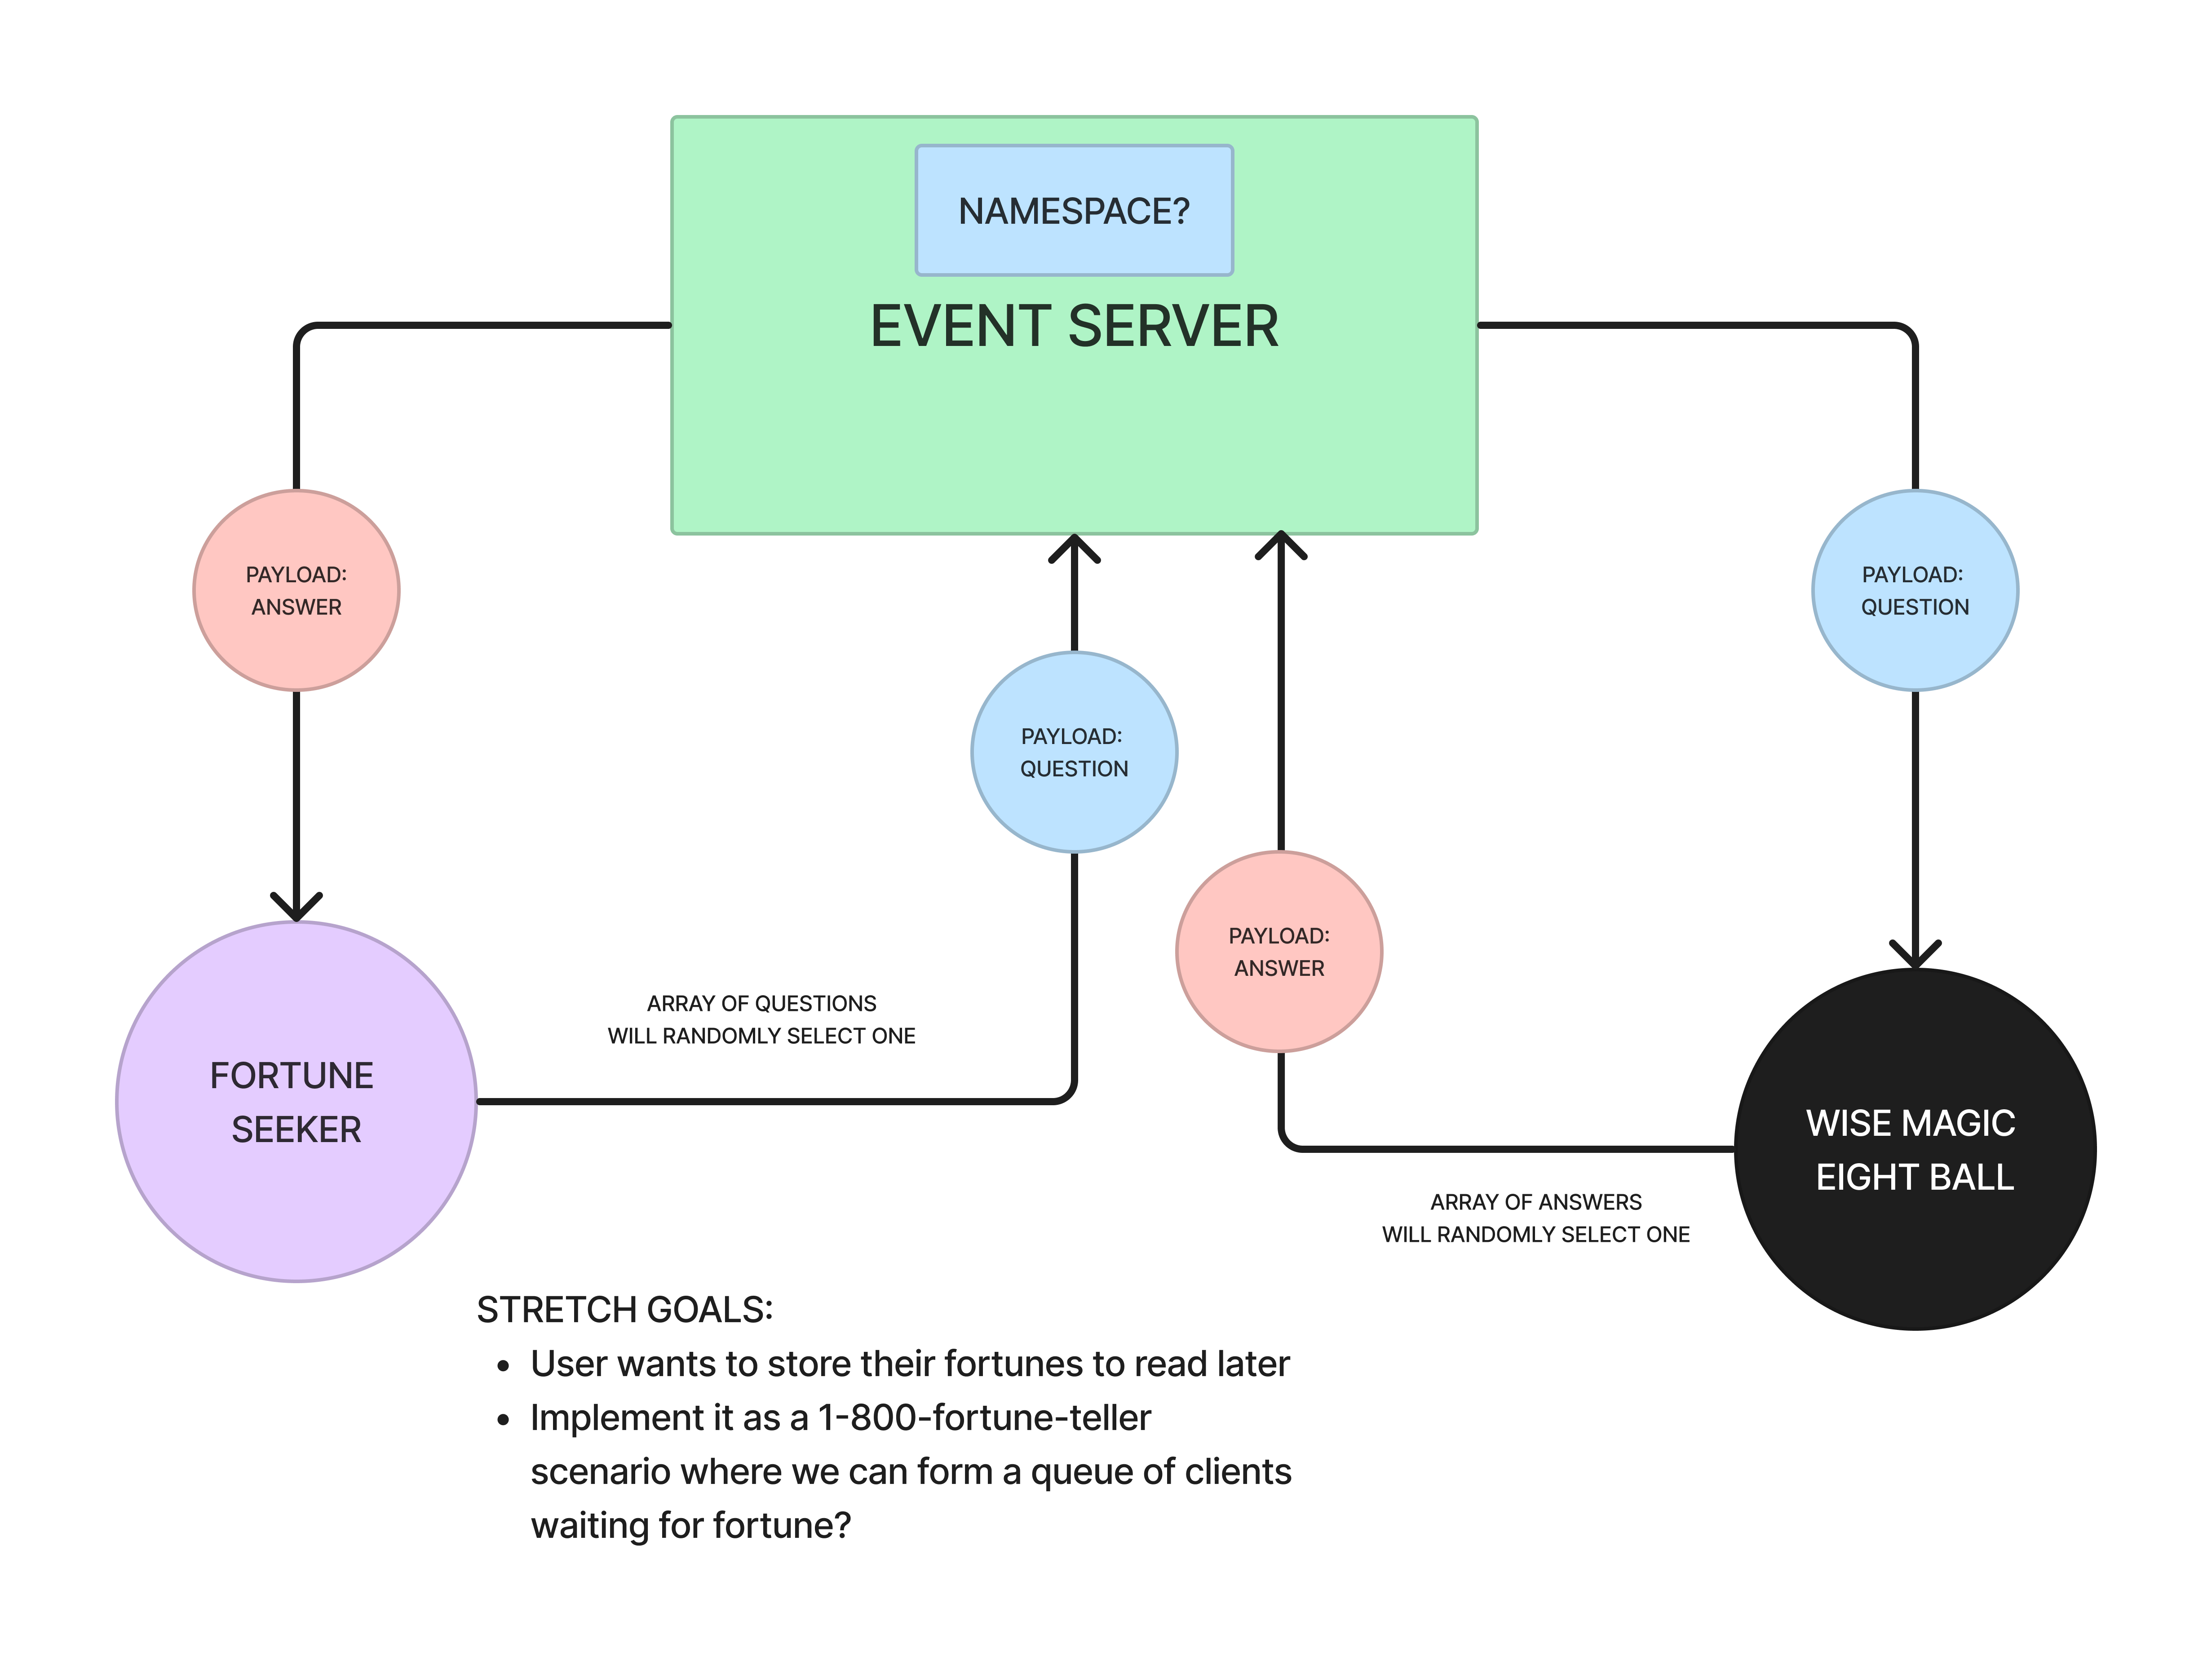 NAMESPACE?
EVENT SERVER
PAYLOAD:
ANSWER
PAYLOAD:
QUESTION
PAYLOAD:
QUESTION
PAYLOAD:
ANSWER
ARRAY OF QUESTIONS
WILL RANDOMLY SELECT ONE
FORTUNE
SEEKER
WISE MAGIC
EIGHT BALL
ARRAY OF ANSWERS
WILL RANDOMLY SELECT ONE
STRETCH GOALS:
• User wants to store their fortunes to read later
• Implement it as a 1-800-fortune-teller
scenario where we can form a queue of clients
waiting for fortune?